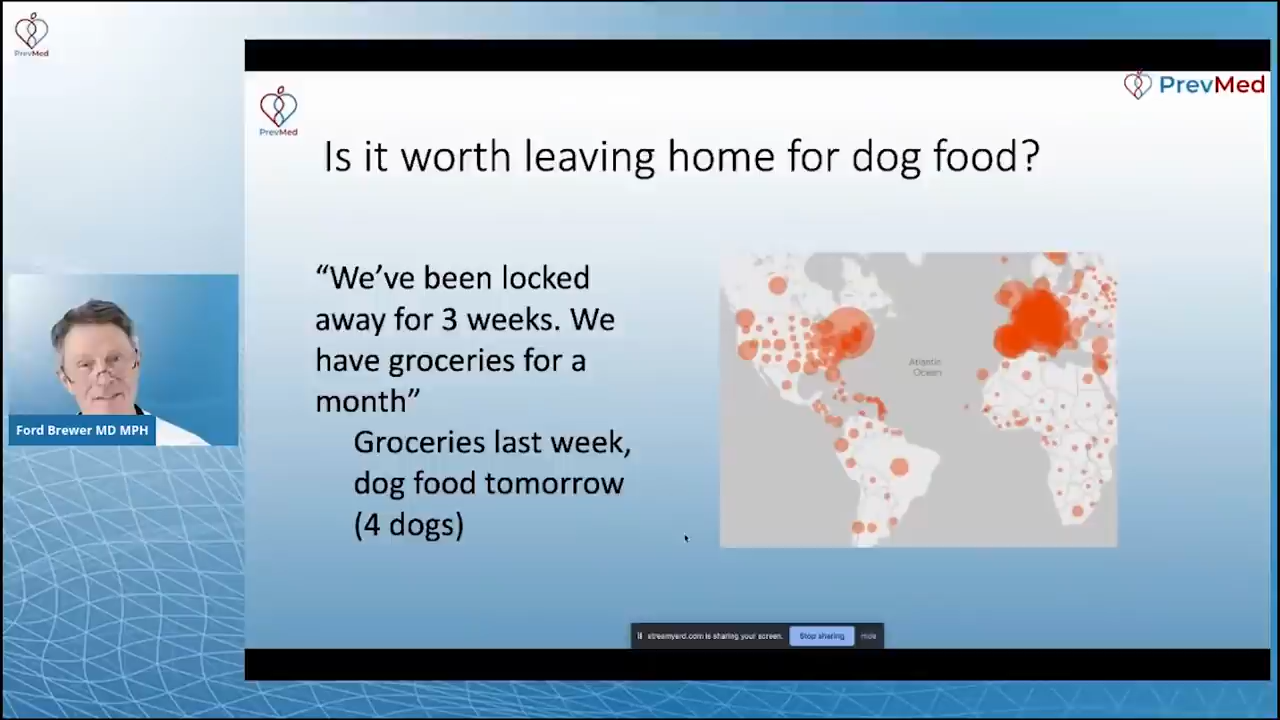 PrevMed
PrevMed
PrevMed
Is it worth leaving home for dog food?
“We’ve been locked
away for 3 weeks. We
have groceries for a
month”
Groceries last week,
dog food tomorrow
(4 dogs)
Atlantic
Ocean
Ford Brewer MD MPH
streamyard.com is sharing your screen.
Stop sharing
Hide